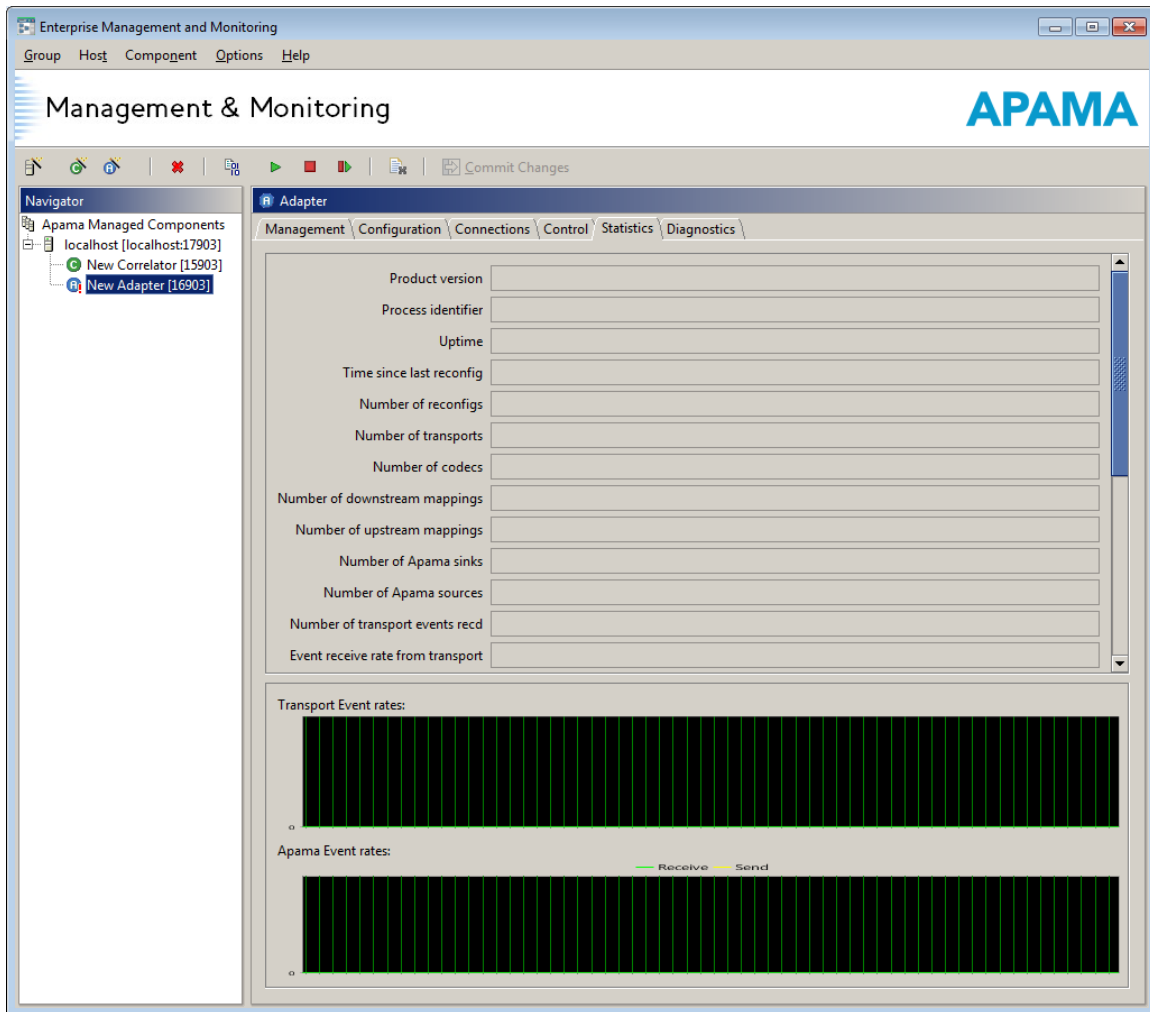 Enterprise Management and Monitoring
Group Host Component Options Help
Management & Monitoring
APAMA
Commit Changes
Navigator
Apama Managed Components
localhost [localhost:17903]
New Correlator [15903]
New Adapter [16903]
Adapter
Management Configuration Connections Control Statistics Diagnostics
Product version
Process identifier
Uptime
Time since last reconfig
Number of reconfigs
Number of transports
Number of codecs
Number of downstream mappings
Number of upstream mappings
Number of Apama sinks
Number of Apama sources
Number of transport events recd
Event receive rate from transport
Transport Event rates:
0
Apama Event rates:
Receive Send
0